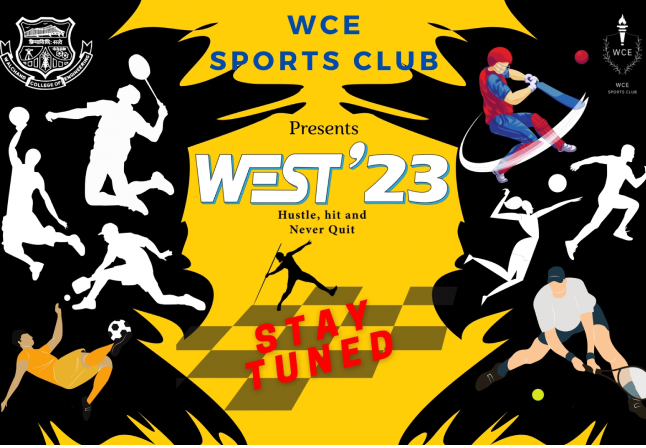 WCE
SPORTS CLUB
WALCHAND COLLEGE OF ENGINEERING
WCE
WCE
SPORTS CLUB
Presents
WEST'23
Hustle, hit and
Never Quit
STAY
TUNED